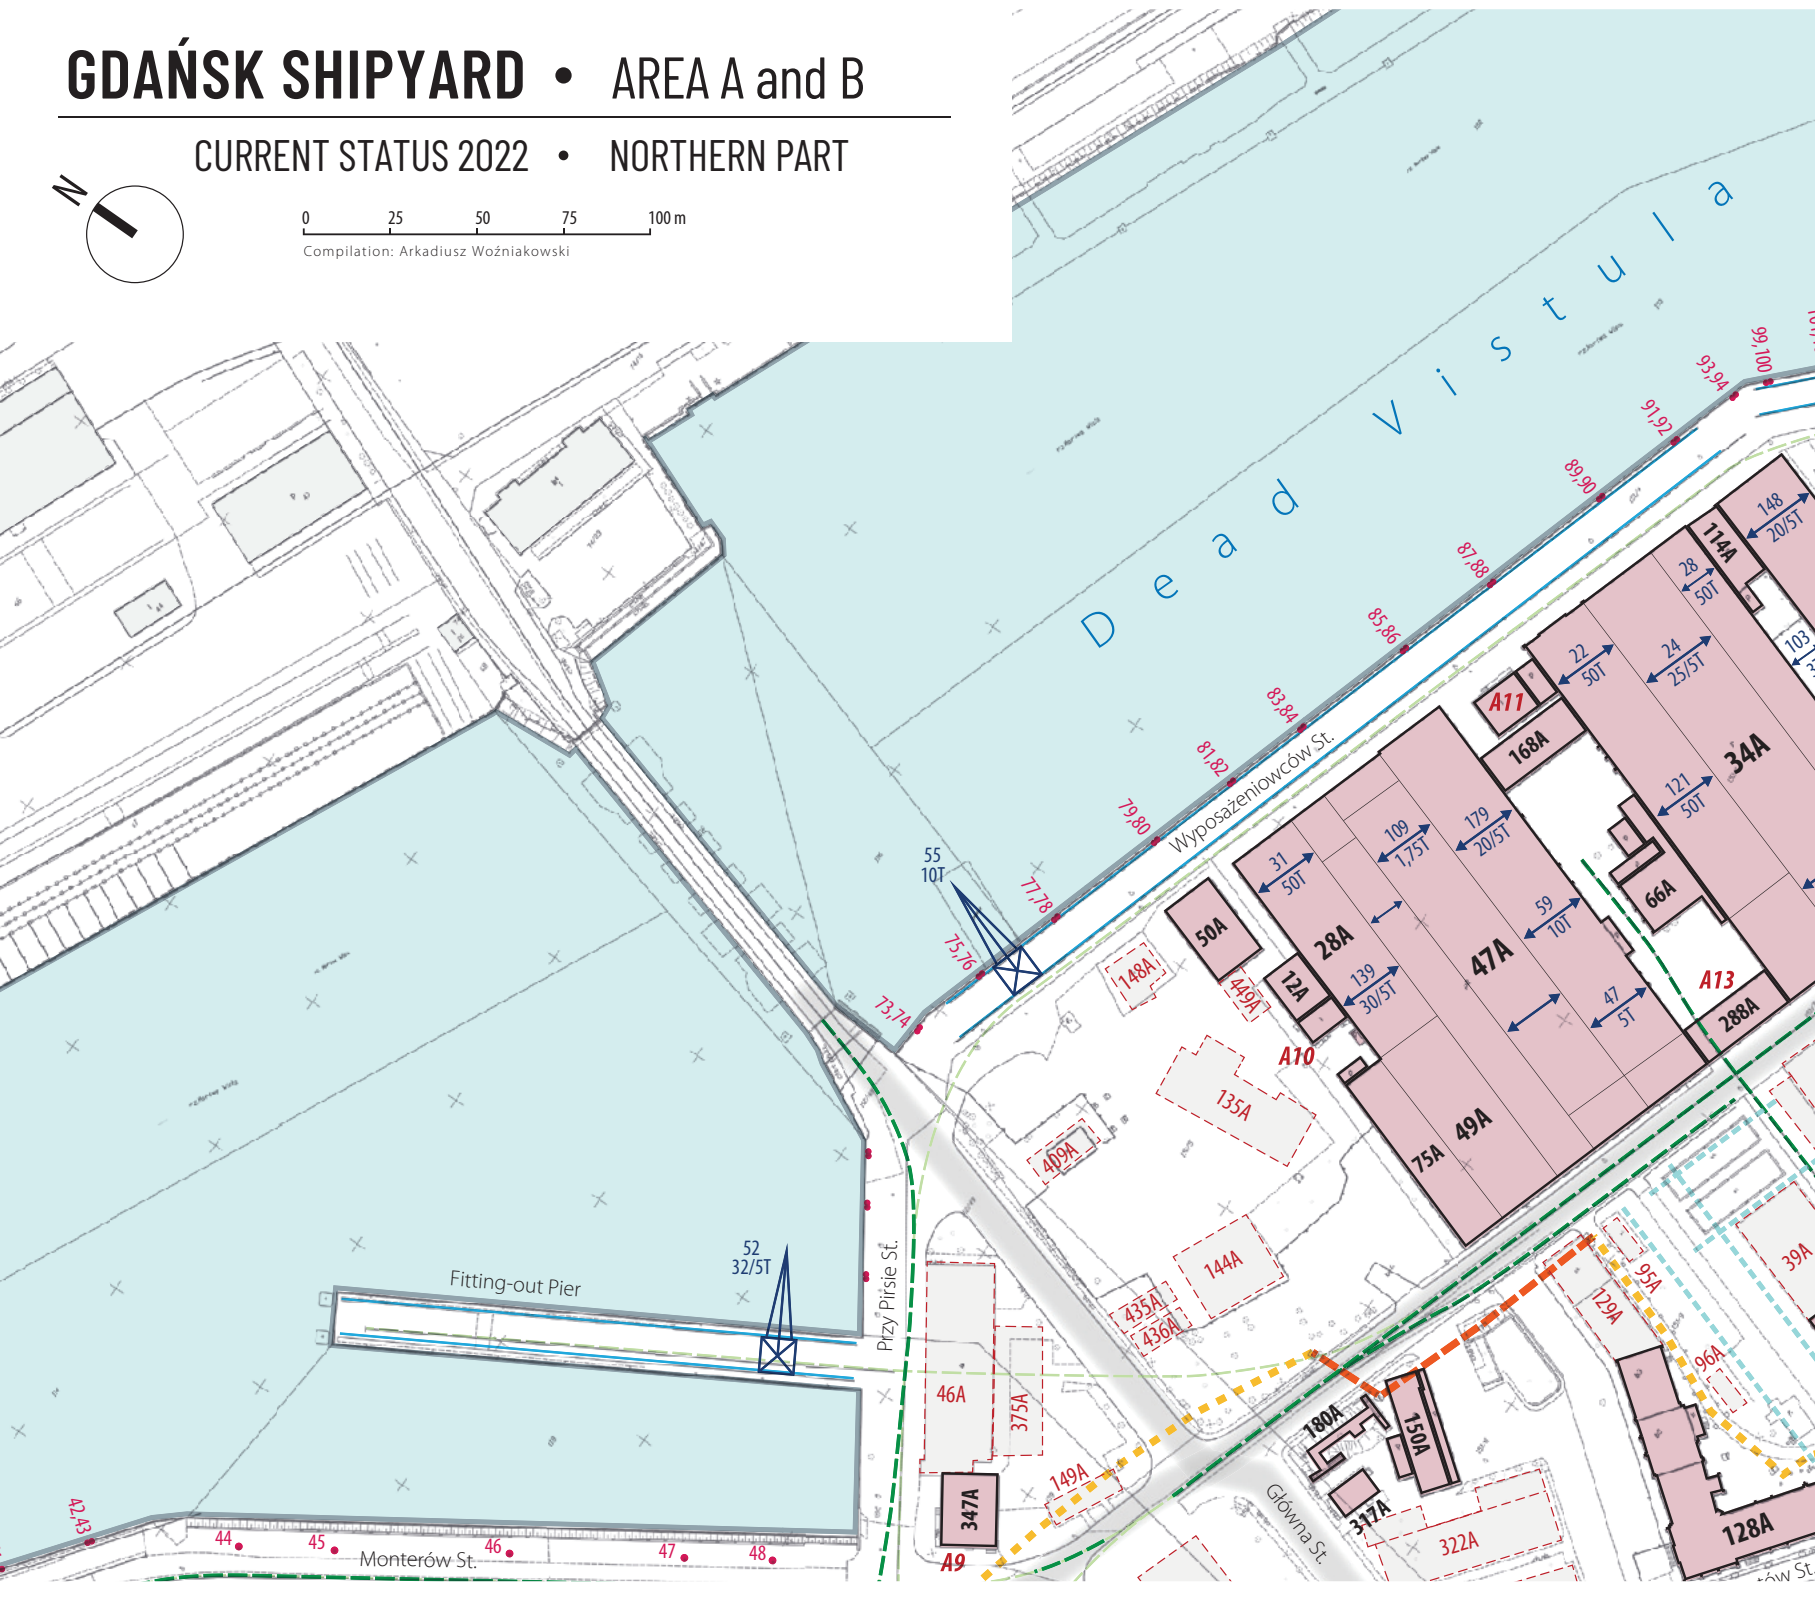 GDAŃSK SHIPYARD • AREA A and B
CURRENT STATUS 2022 • NORTHERN PART
N
0 25 50 75 100 m
Compilation: Arkadiusz Woźniakowski
Dead Vistula
99,100
93,94
91,92
89,90
87,88
85,86
83,84
81,82
79,80
77,78
75,76
73,74
Wyposażeniowców St.
55
10T
148
20/5T
114A
28
50T
103
22
50T
24
25/5T
A11
168A
34A
121
50T
66A
A13
288A
31
50T
109
1,75T
179
20/5T
59
10T
28A
47A
139
30/5T
47
5T
50A
12A
A10
148A
449A
135A
409A
49A
75A
144A
435A
436A
52
32/5T
Fitting-out Pier
Przy Pirsie St.
46A
375A
149A
347A
A9
39A
95A
129A
96A
180A
150A
317A
322A
128A
Główna St.
42,43
44
45
46
47
48
Monterów St.